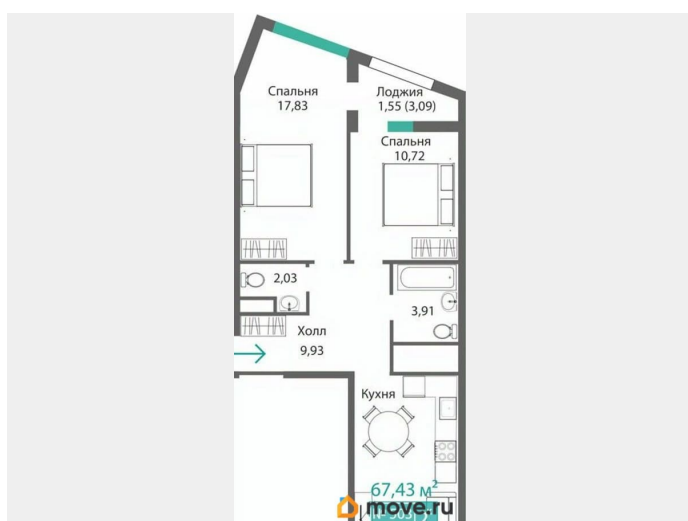 Спальня
17,83
Лоджия
1,55 (3,09)
Спальня
10,72
2,03
3,91
Холл
9,93
Кухня
67,43 м²
move.ru